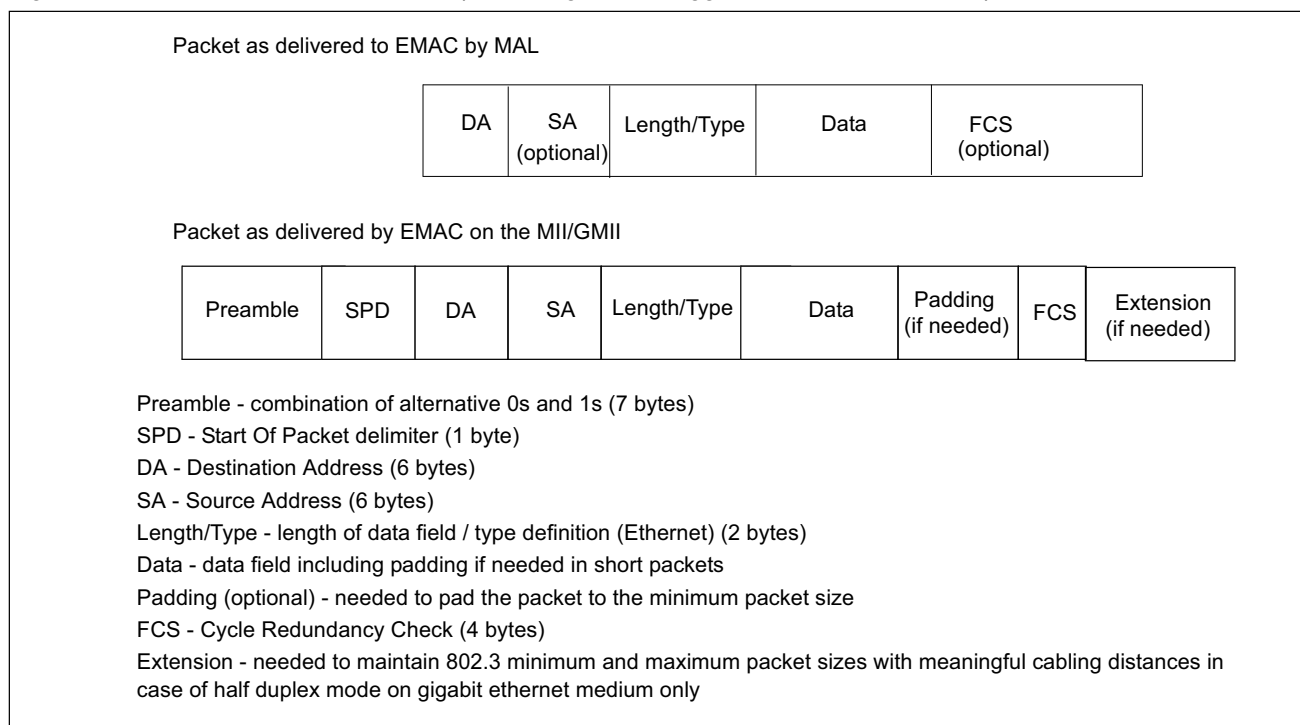 Packet as delivered to EMAC by MAL
DA
SA
(optional)
Length/Type
Data
FCS
(optional)
Packet as delivered by EMAC on the MII/GMII
Preamble
SPD
DA
SA
Length/Type
Data
Padding
(if needed)
FCS
Extension
(if needed)
Preamble - combination of alternative 0s and 1s (7 bytes)
SPD - Start Of Packet delimiter (1 byte)
DA - Destination Address (6 bytes)
SA - Source Address (6 bytes)
Length/Type - length of data field / type definition (Ethernet) (2 bytes)
Data - data field including padding if needed in short packets
Padding (optional) - needed to pad the packet to the minimum packet size
FCS - Cycle Redundancy Check (4 bytes)
Extension - needed to maintain 802.3 minimum and maximum packet sizes with meaningful cabling distances in
case of half duplex mode on gigabit ethernet medium only